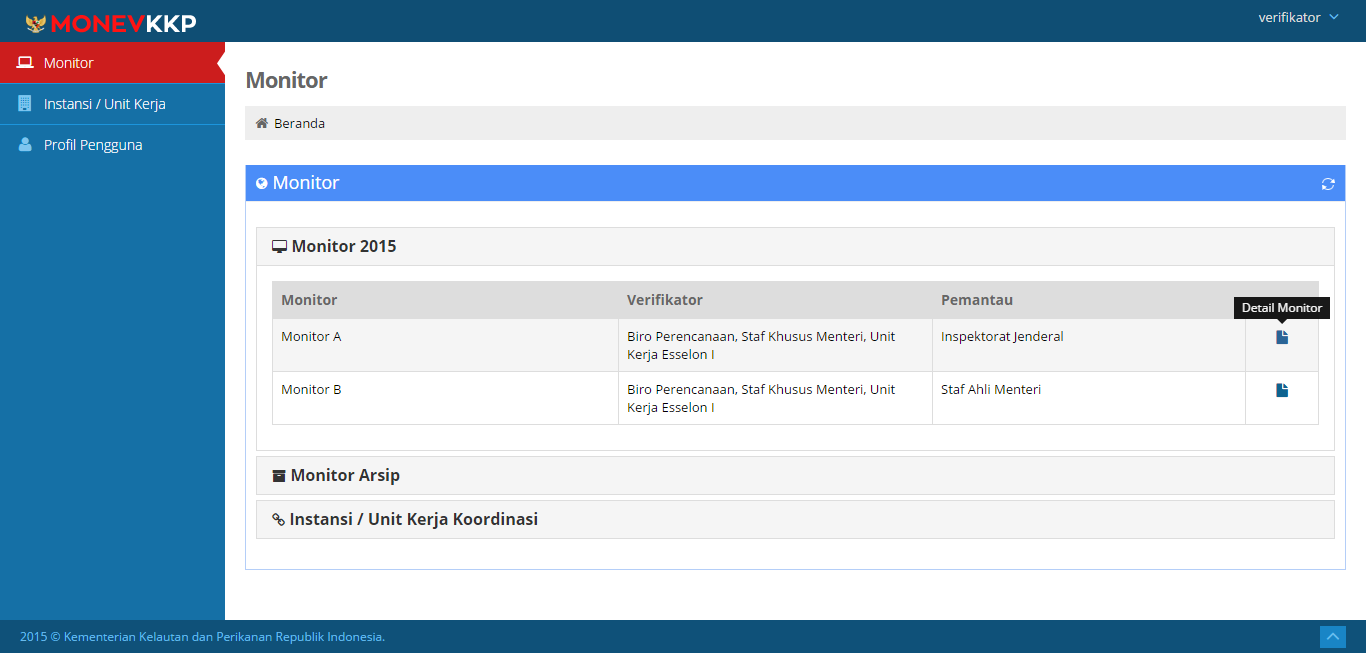 MONEVKKP
verifikator
Monitor
Instansi / Unit Kerja
Profil Pengguna
Monitor
Beranda
Monitor
Monitor 2015
Monitor Verifikator Pemantau
Detail Monitor
Monitor A Biro Perencanaan, Staf Khusus Menteri, Unit Inspektorat Jenderal
Kerja Esselon I
Monitor B Biro Perencanaan, Staf Khusus Menteri, Unit Staf Ahli Menteri
Kerja Esselon I
Monitor Arsip
Instansi / Unit Kerja Koordinasi
2015 © Kementerian Kelautan dan Perikanan Republik Indonesia.